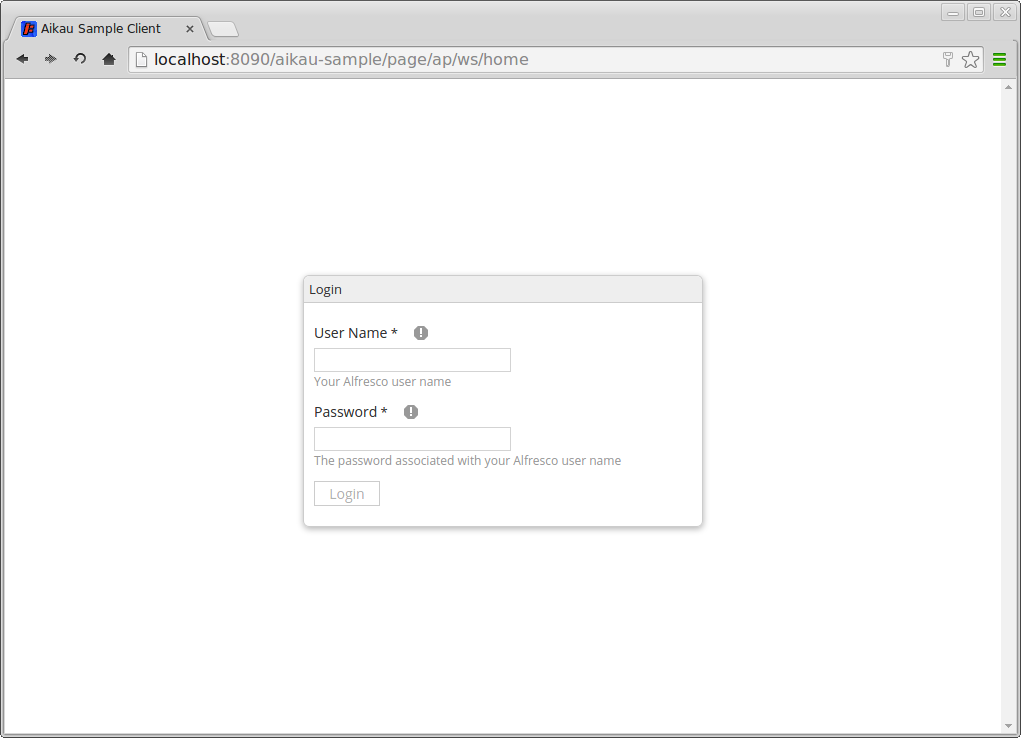 Aikau Sample Client
localhost:8090/aikau-sample/page/ap/ws/home
Login
User Name *
Your Alfresco user name
Password *
The password associated with your Alfresco user name
Login